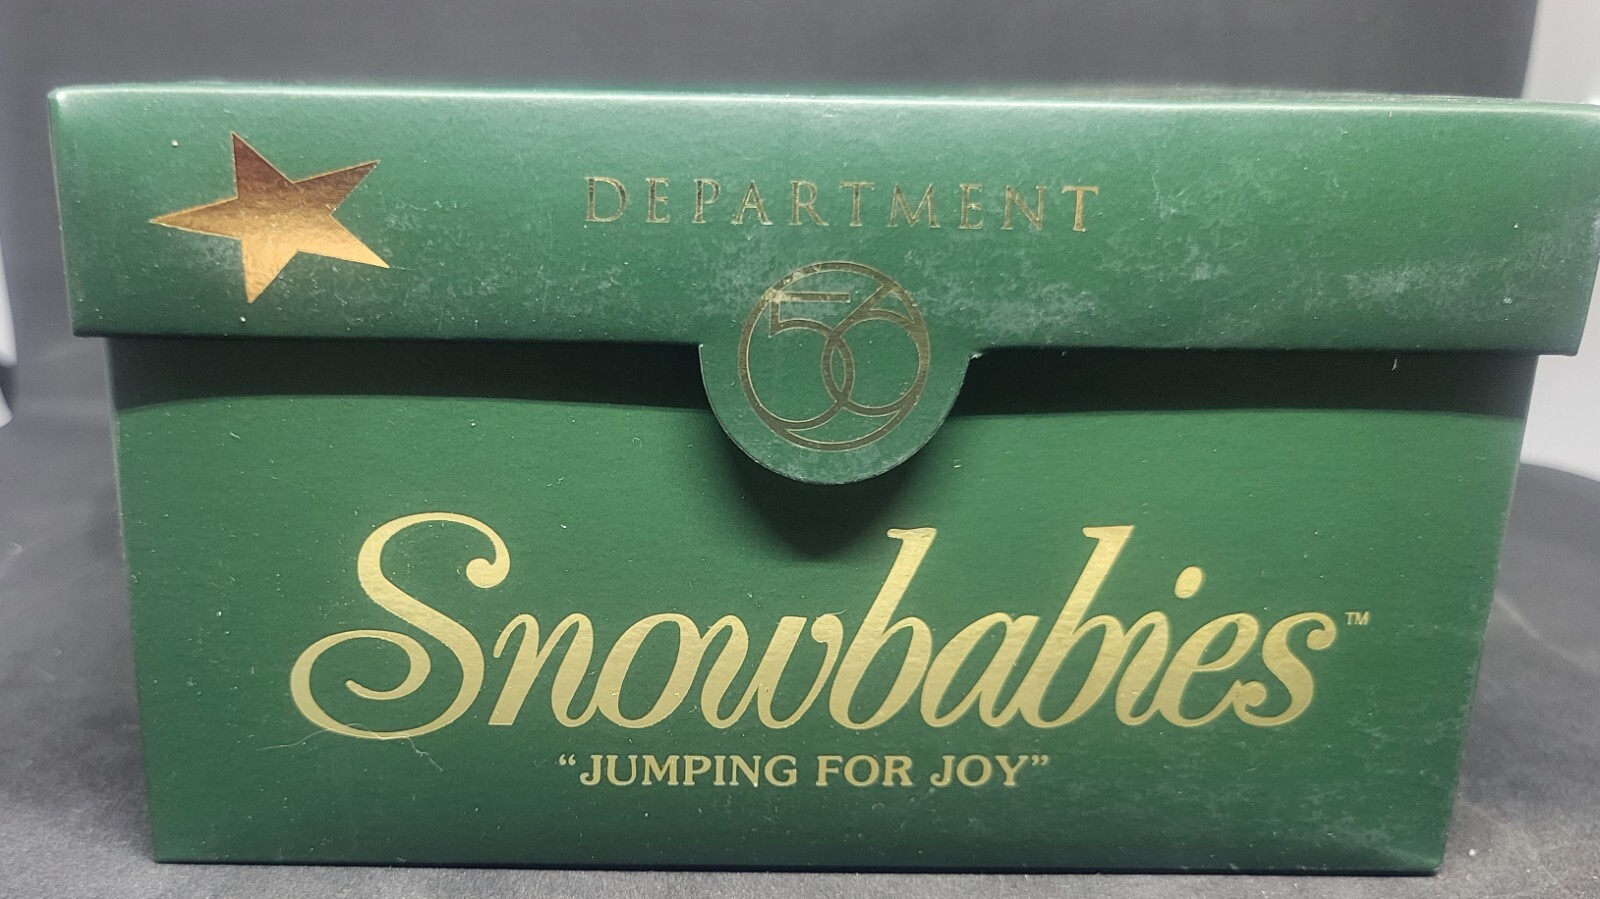 DEPARTMENT
56
Snowbabies™
“JUMPING FOR JOY”